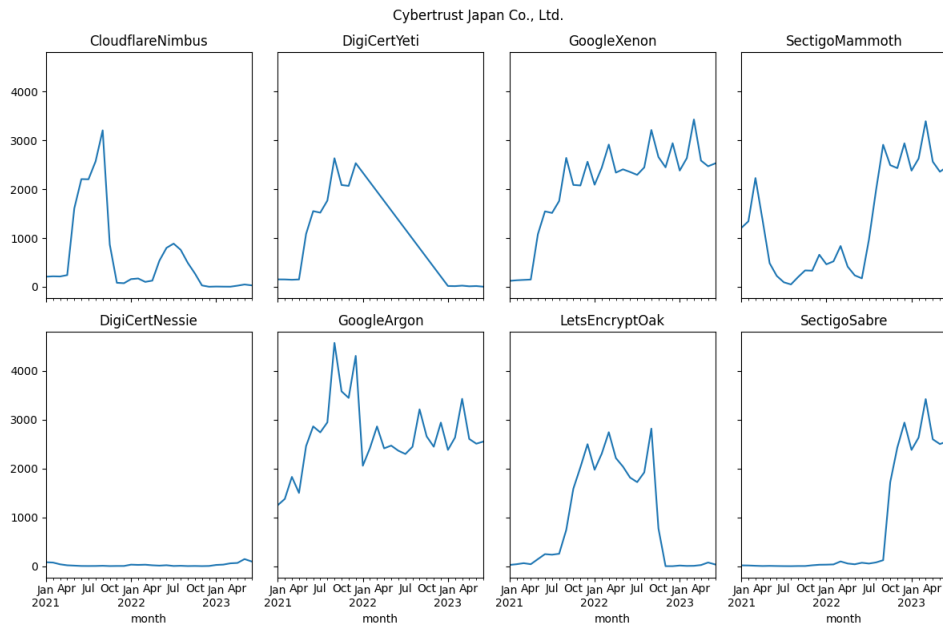 Cybertrust Japan Co., Ltd.
CloudflareNimbus DigiCertYeti GoogleXenon SectigoMammoth
4000
3000
2000
1000
0
DigiCertNessie GoogleArgon LetsEncryptOak SectigoSabre
4000
3000
2000
1000
0
Jan Apr Jul Oct Jan Apr Jul Oct Jan Apr Jan Apr Jul Oct Jan Apr Jul Oct Jan Apr Jan Apr Jul Oct Jan Apr Jul Oct Jan Apr Jan Apr Jul Oct Jan Apr Jul Oct Jan Apr
2021 2022 2023 2021 2022 2023 2021 2022 2023 2021 2022 2023
month month month month